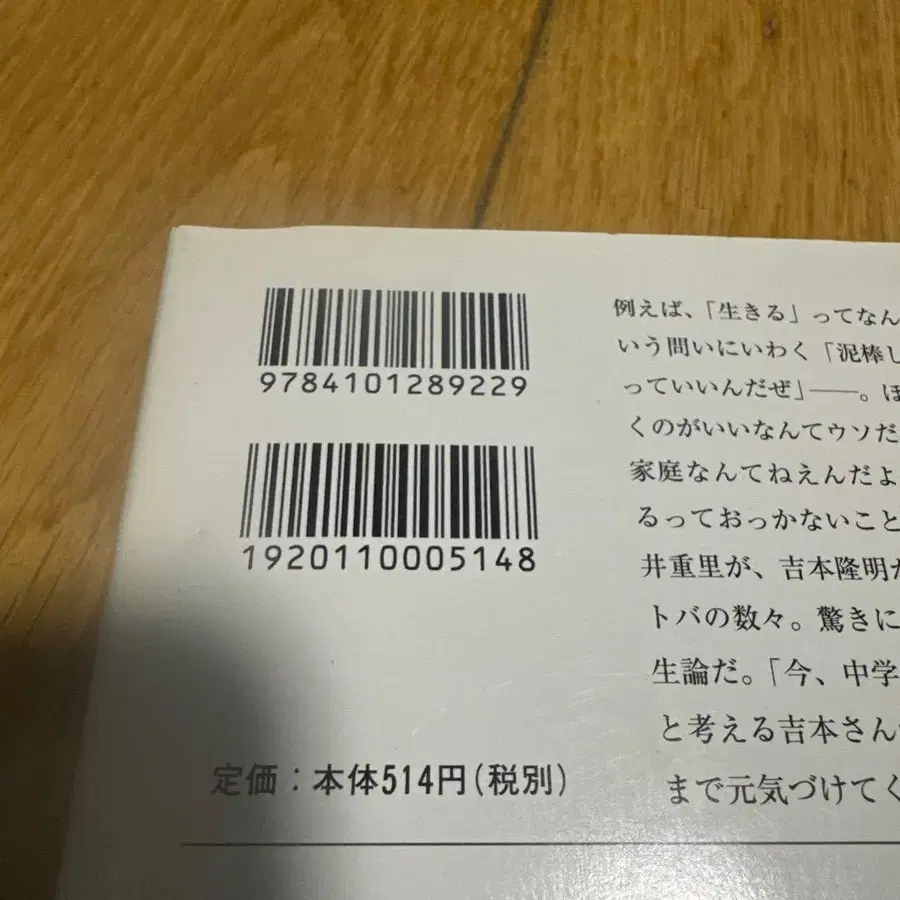 9784101289229
1920110005148
定価：本体514円(税別)
例えば、「生きる」ってなん
いう問いにいわく「泥棒し
っていいんだぜ」――。ほ
くのがいいなんてウソだ
家庭なんてねえんだよ
るっておっかないこと
井重里が、吉本隆明が
トバの数々。驚きに
生論だ。「今、中学
と考える吉本さん
まで元気づけてく